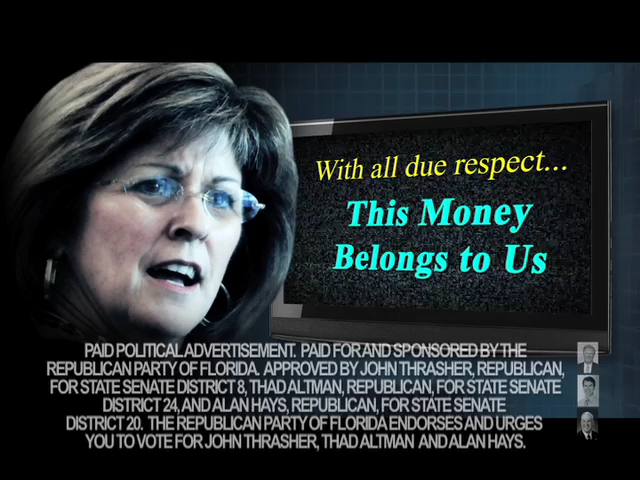 With all due respect...
This Money
Belongs to Us
PAID POLITICAL ADVERTISEMENT. PAID FOR AND SPONSORED BY THE
REPUBLICAN PARTY OF FLORIDA. APPROVED BY JOHN THRASHER, REPUBLICAN,
FOR STATE SENATE DISTRICT 8, THAD ALTMAN, REPUBLICAN, FOR STATE SENATE
DISTRICT 24, AND ALAN HAYS, REPUBLICAN, FOR STATE SENATE
DISTRICT 20. THE REPUBLICAN PARTY OF FLORIDA ENDORSES AND URGES
YOU TO VOTE FOR JOHN THRASHER, THAD ALTMAN AND ALAN HAYS.